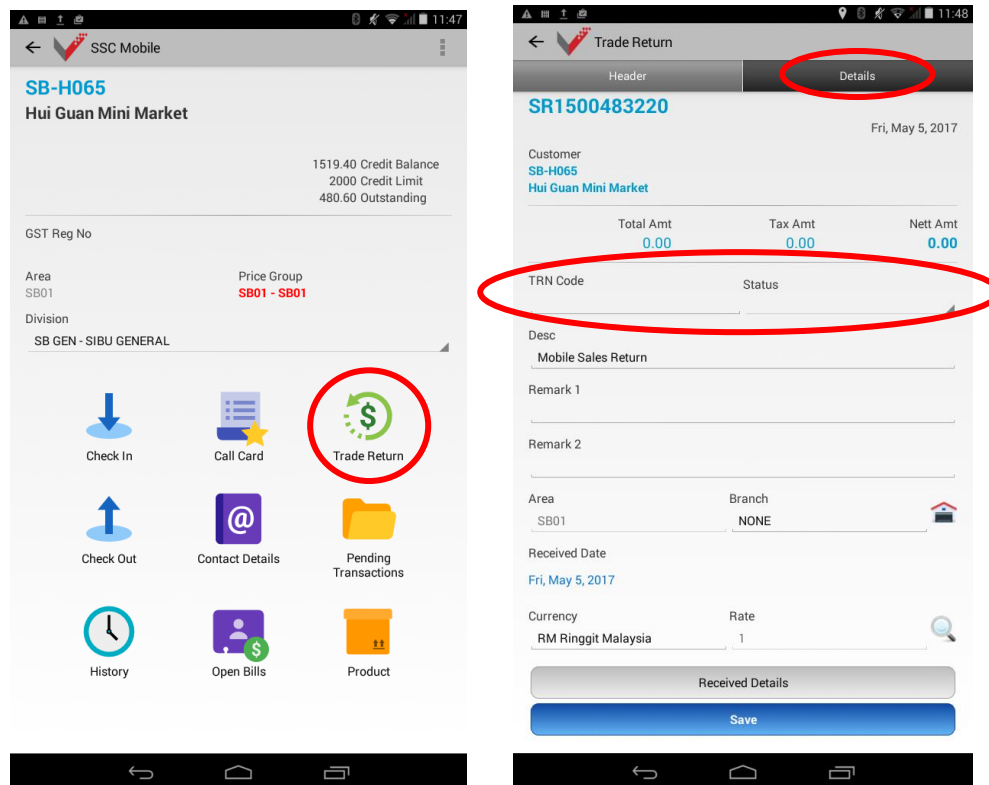 11:47
SSC Mobile
SB-H065
Hui Guan Mini Market
1519.40 Credit Balance
2000 Credit Limit
480.60 Outstanding
GST Reg No
Area
Price Group
SB01
SB01 - SB01
Division
SB GEN - SIBU GENERAL
$
Check In
Call Card
Trade Return
@
Check Out
Contact Details
Pending
Transactions
$
History
Open Bills
Product
11:48
Trade Return
Header
Details
SR1500483220
Fri, May 5, 2017
Customer
SB-H065
Hui Guan Mini Market
Total Amt
Tax Amt
Nett Amt
0.00
0.00
0.00
TRN Code
Status
Desc
Mobile Sales Return
Remark 1
Remark 2
Area
Branch
SB01
NONE
Received Date
Fri, May 5, 2017
Currency
Rate
RM Ringgit Malaysia
1
Received Details
Save